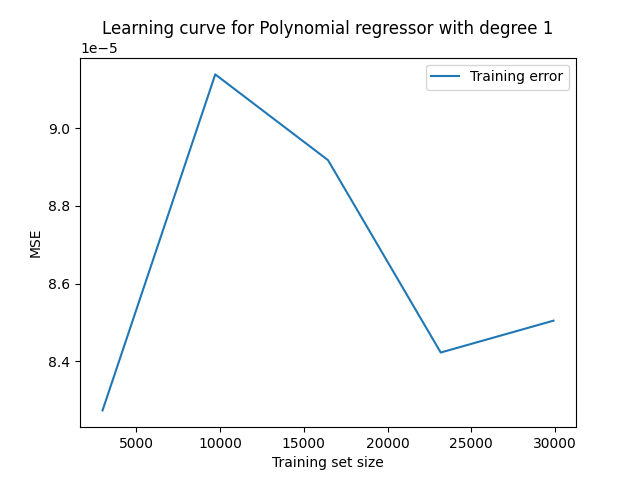 Learning curve for Polynomial regressor with degree 1
1e−5
Training error
9.0
8.8
8.6
8.4
MSE
5000 10000 15000 20000 25000 30000
Training set size